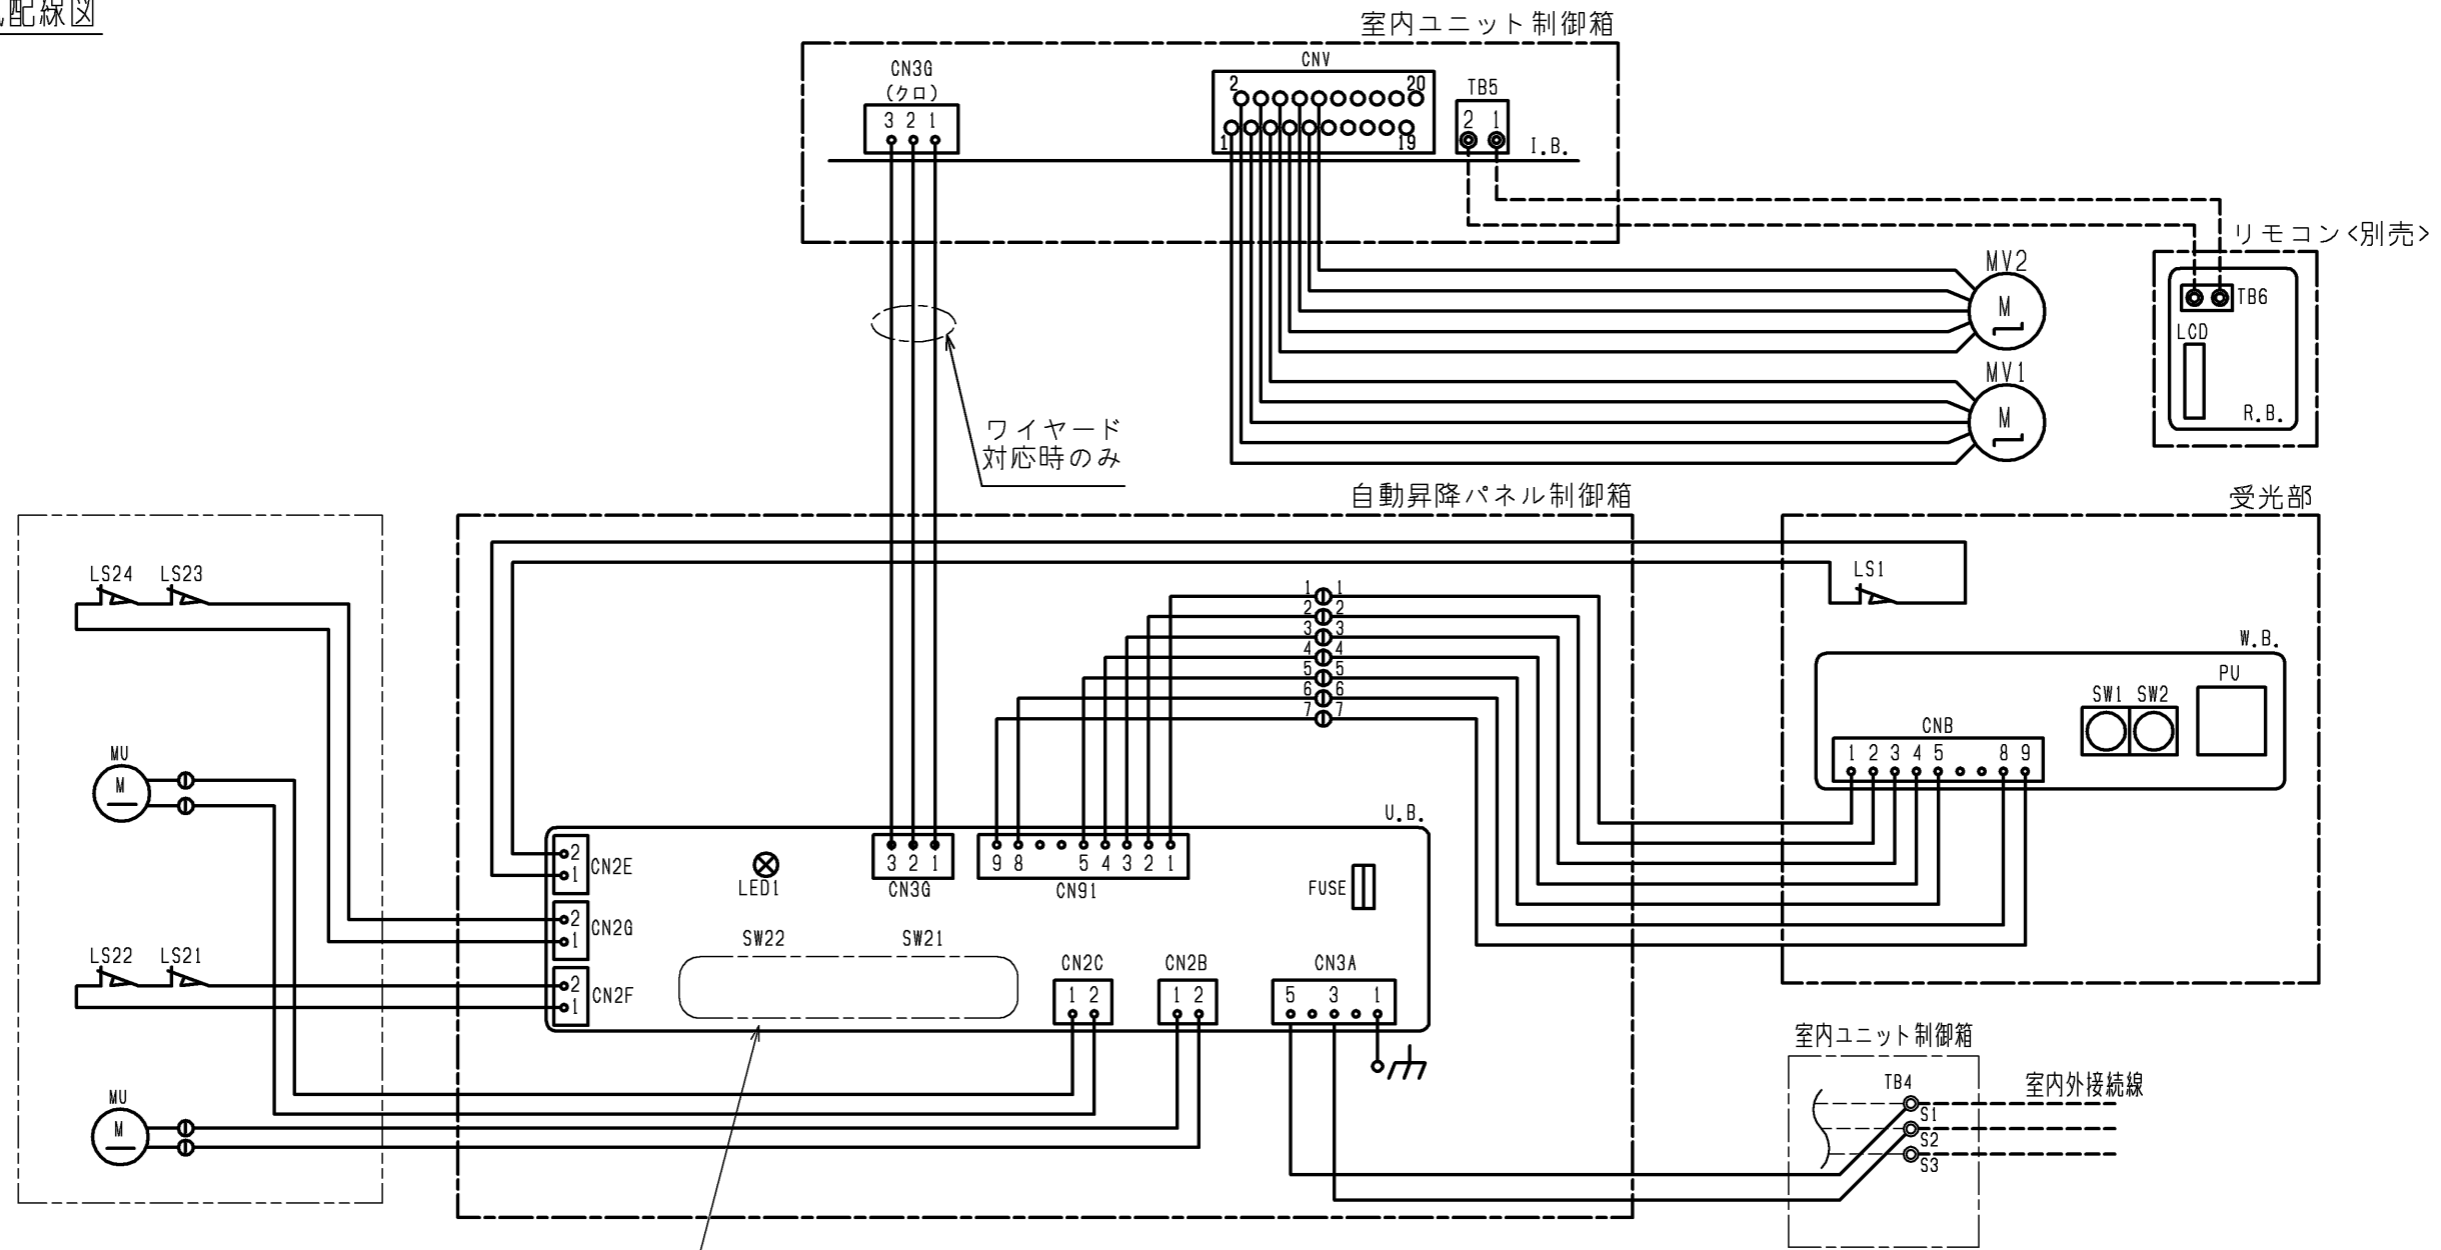 配線図
室内ユニット制御箱
CN3G
(クロ)
3 2 1
CNV
2 20
1 19
TB5
2 1
I.B.
リモコン<別売>
TB6
LCD
R.B.
MV2
M
MV1
M
ワイヤード
対応時のみ
自動昇降パネル制御箱
受光部
LS24 LS23
LS1
1 1
2 2
3 3
4 4
5 5
6 6
7 7
W.B.
SW1 SW2 PU
CNB
1 2 3 4 5 8 9
MU
M
U.B.
2
1
CN2E
LED1
3 2 1
CN3G
9 8 5 4 3 2 1
CN91
FUSE
2
1
CN2G
SW22 SW21
LS22 LS21
2
1
CN2F
CN2C
1 2
CN2B
1 2
CN3A
5 3 1
MU
M
室内ユニット制御箱
TB4
室内外接続線
S1
S2
S3